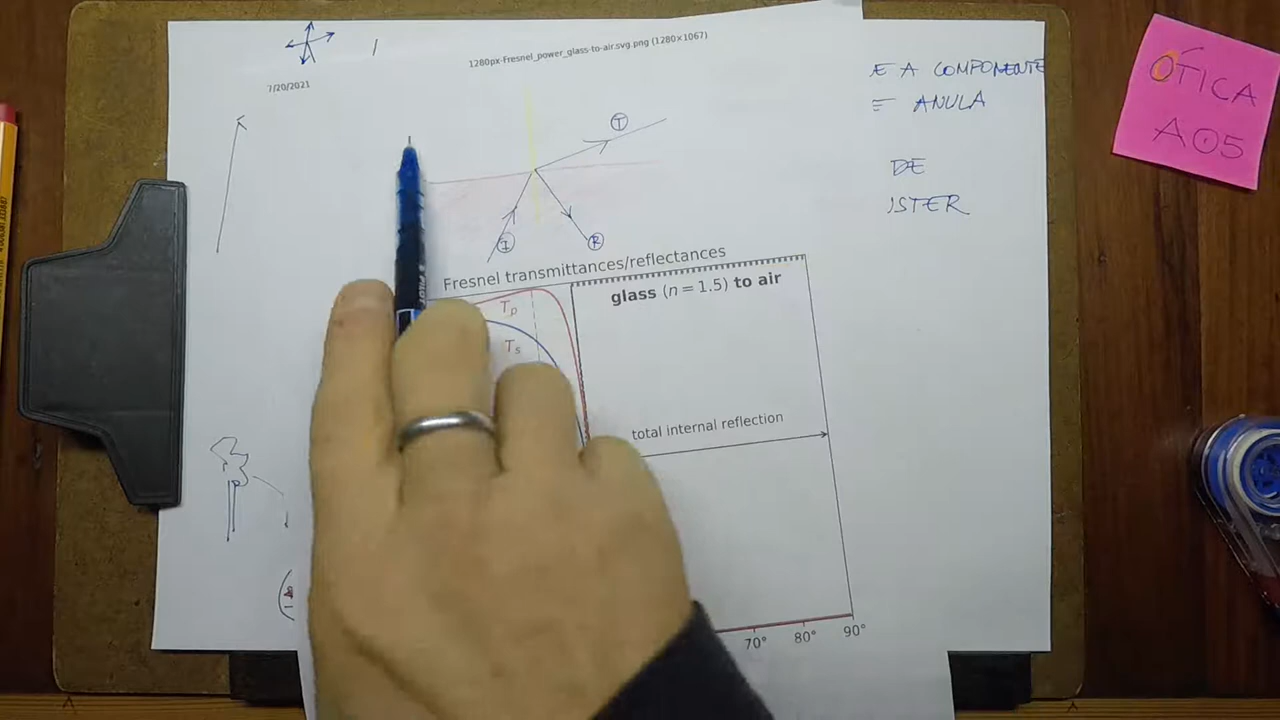 1280px-Fresnel_power_glass-to-air.svg.png (1280×1067)
7/20/2021
T
I
R
Fresnel transmittances/reflectances
glass (n = 1.5) to air
Tp
Ts
total internal reflection
70° 80° 90°
E A COMPONENTE
E ANULA
DE
ISTER
ÓTICA
A05
PILOT